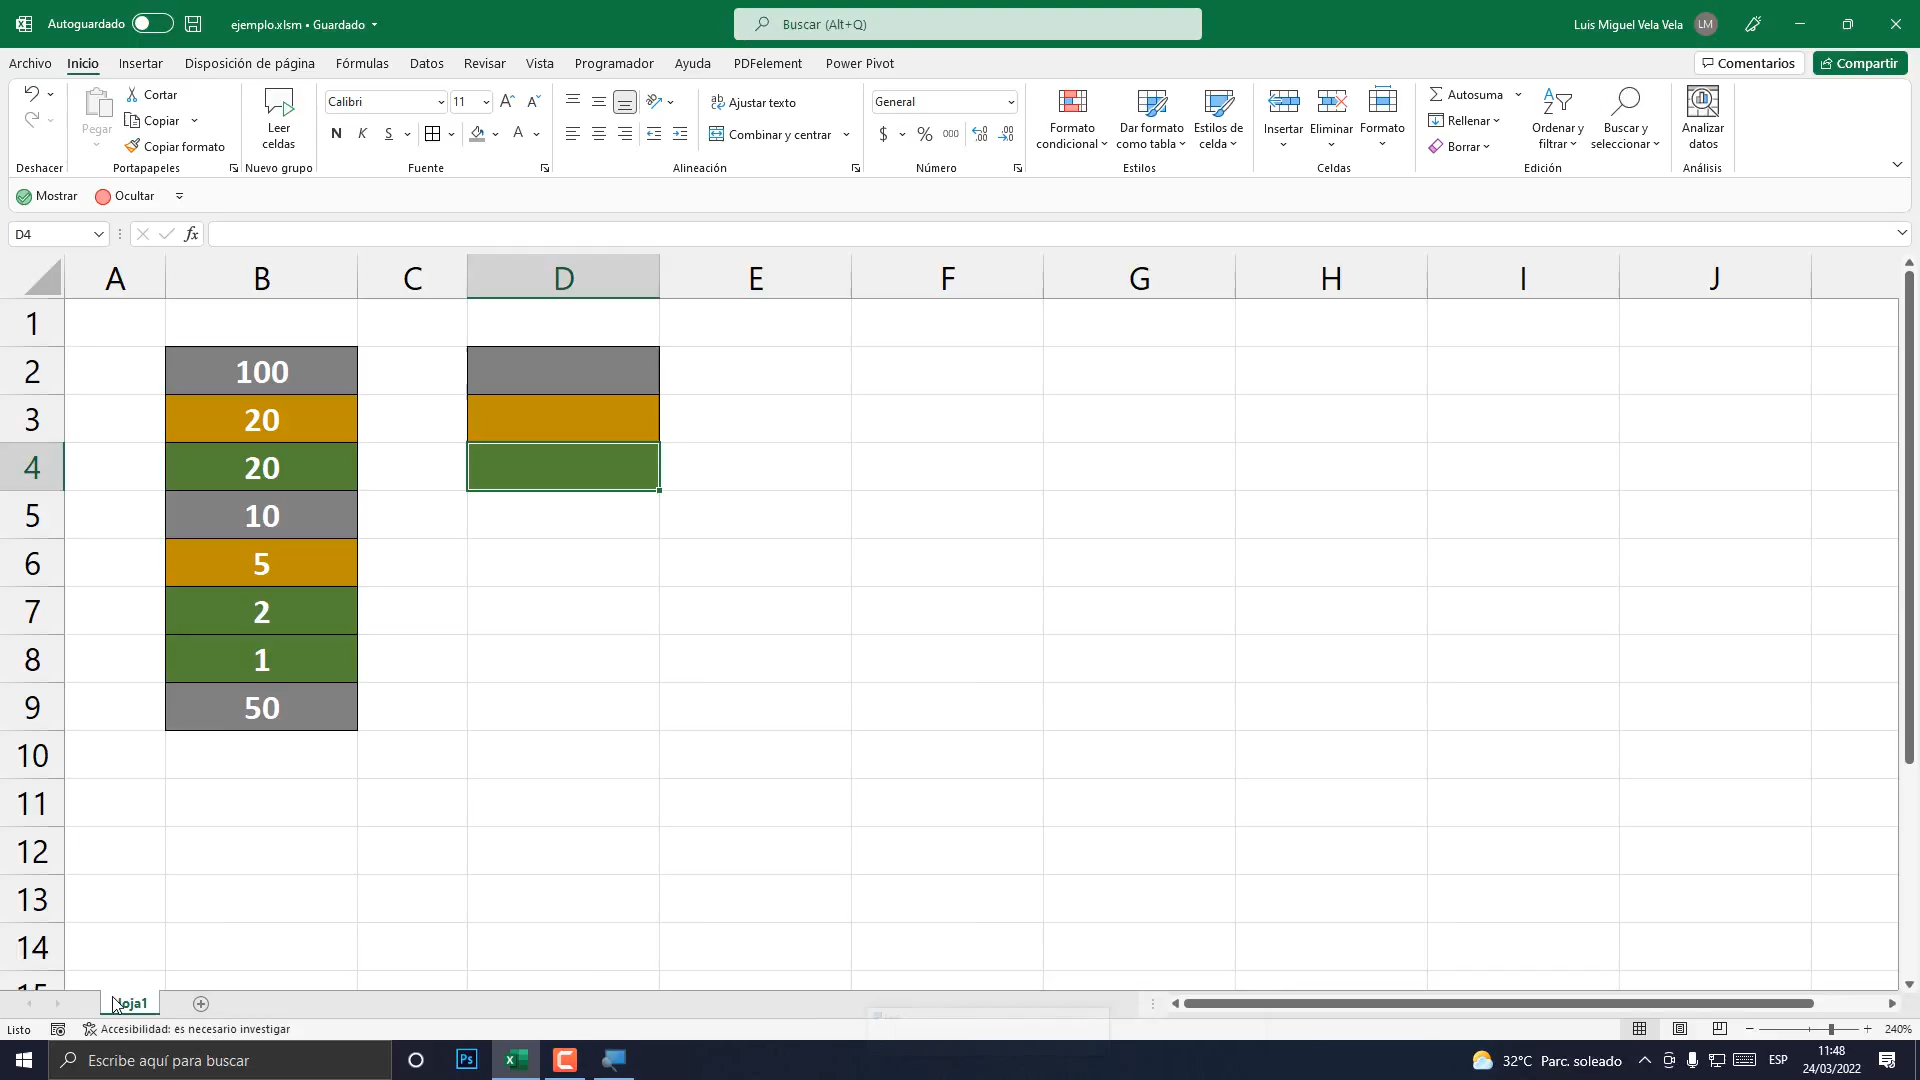 Autoguardado ejemplo.xlsm • Guardado Buscar (Alt+Q) Luis Miguel Vela Vela LM
Archivo Inicio Insertar Disposición de página Fórmulas Datos Revisar Vista Programador Ayuda PDFelement Power Pivot Comentarios Compartir
Pegar
Cortar
Copiar
Copiar formato
Leer
celdas
Calibri 11
N K S A
Ajustar texto
Combinar y centrar
General
$ % 000
Formato
condicional
Dar formato
como tabla
Estilos de
celda
Insertar Eliminar Formato
Autosuma
Rellenar
Borrar
Ordenar y
filtrar
Buscar y
seleccionar
Analizar
datos
Deshacer Portapapeles Nuevo grupo Fuente Alineación Número Estilos Celdas Edición Análisis
Mostrar Ocultar
D4 fx
A B C D E F G H I J
1
2 100
3 20
4 20
5 10
6 5
7 2
8 1
9 50
10
11
12
13
14
15
Hoja1
Listo Accesibilidad: es necesario investigar 240%
Escribe aquí para buscar Ps 32°C Parc. soleado ESP 11:48
24/03/2022